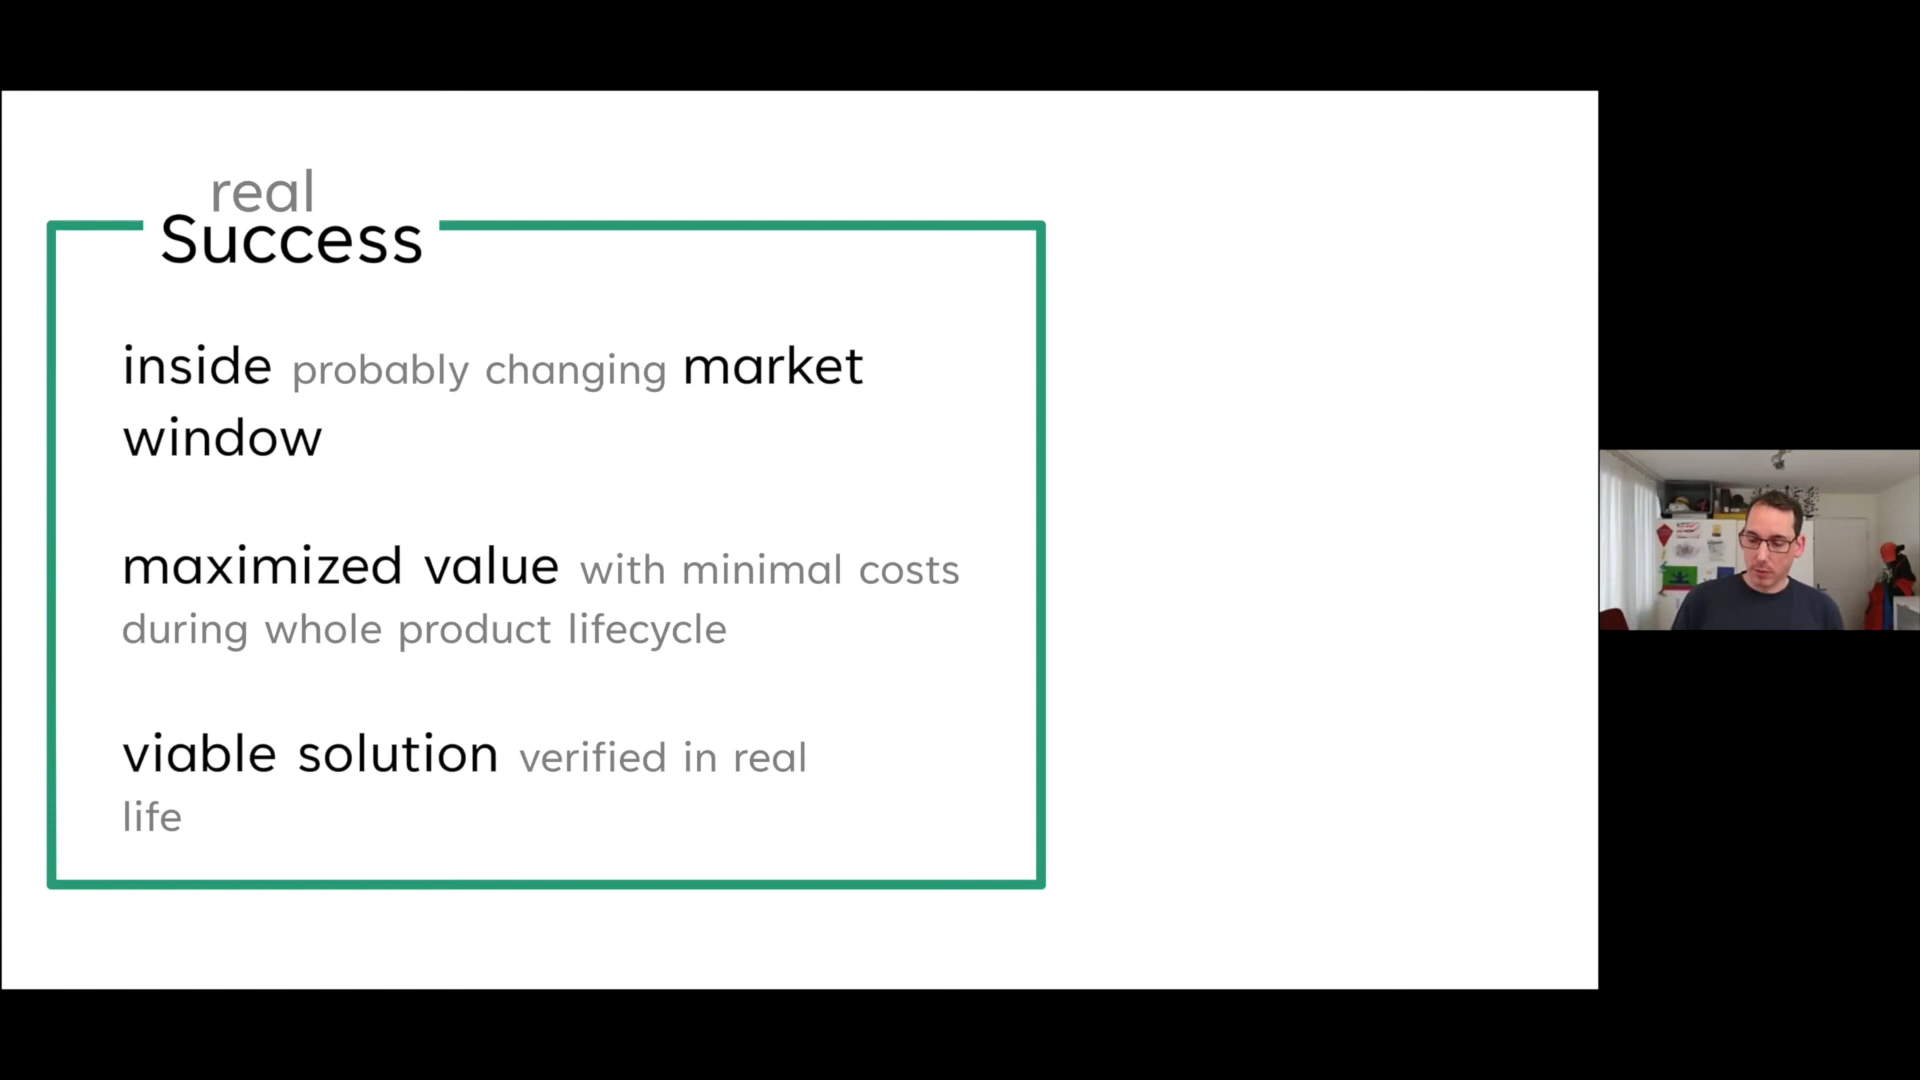 real
Success
inside probably changing market
window
maximized value with minimal costs
during whole product lifecycle
viable solution verified in real
life